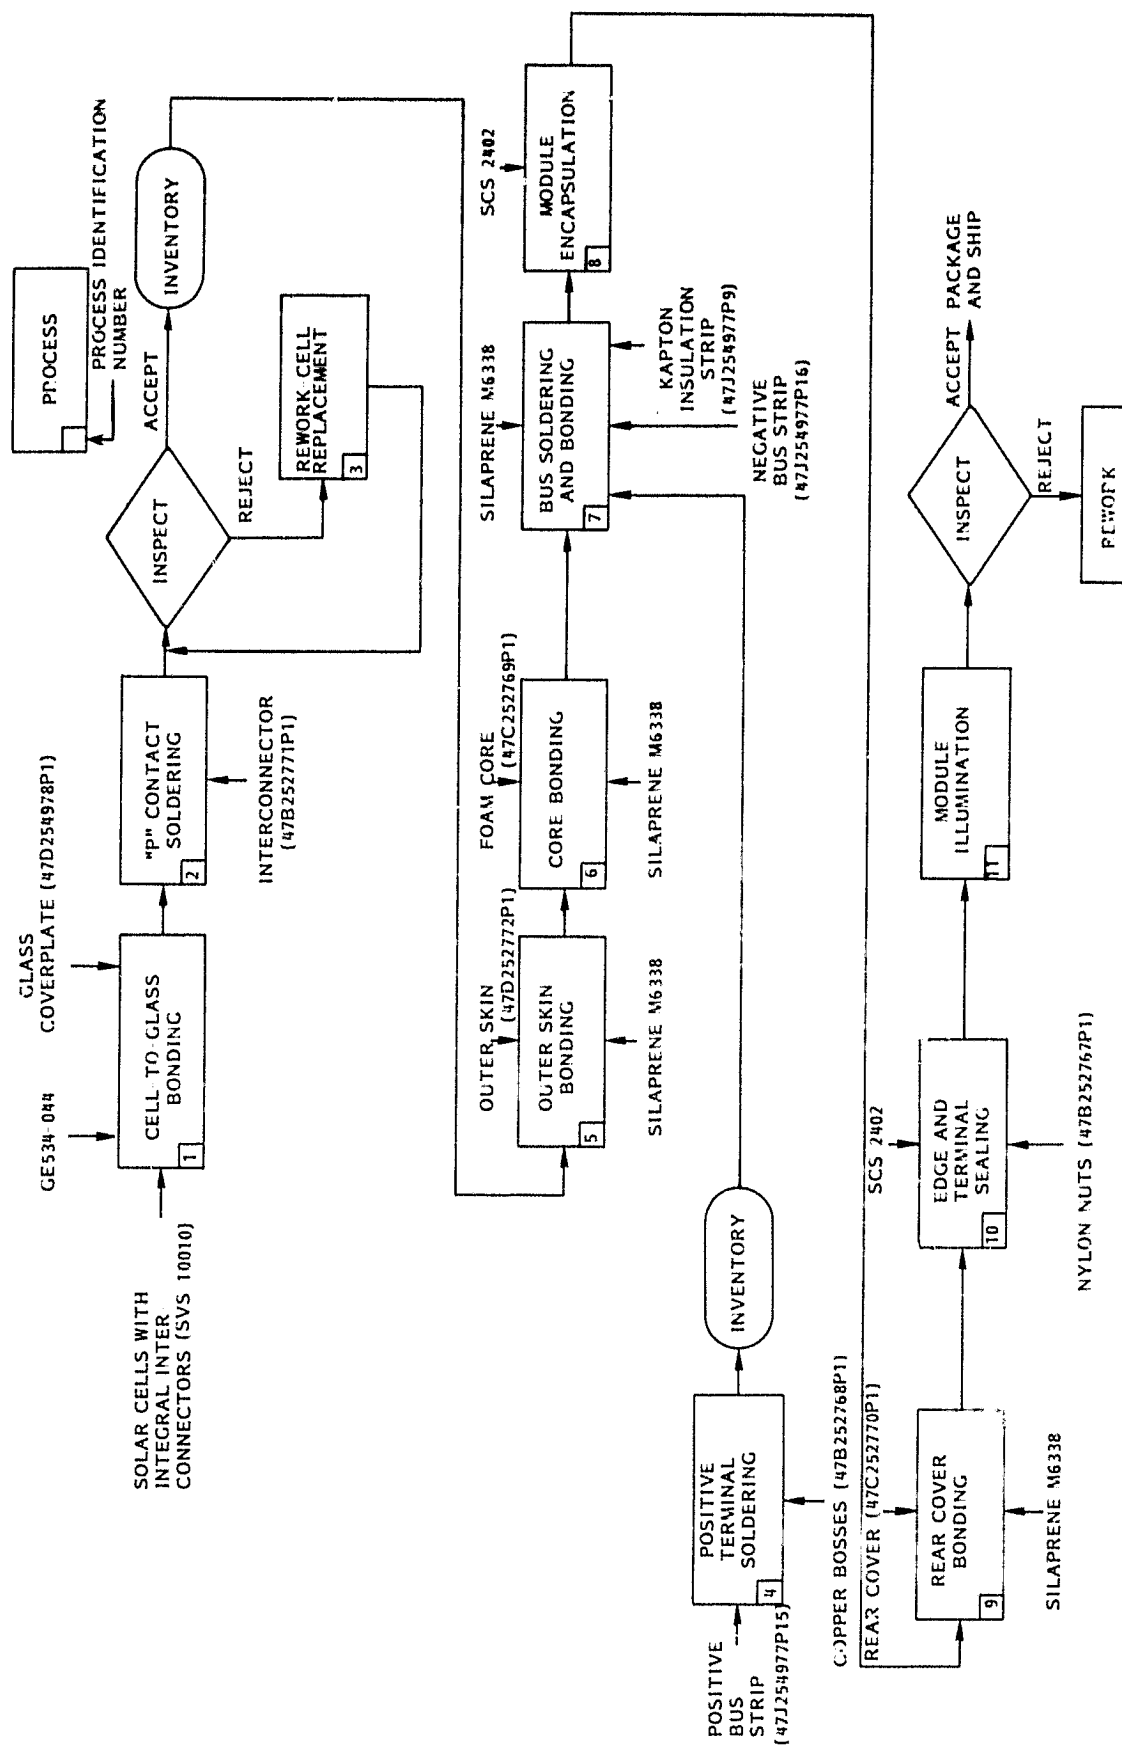 PROCESS
PROCESS IDENTIFICATION
NUMBER
GE534-044
GLASS
COVERPLATE (47D254978P1)
SOLAR CELLS WITH
INTEGRAL INTER
CONNECTORS (SVS 10010)
CELL-TO-GLASS
BONDING
1
"P" CONTACT
SOLDERING
2
INTERCONNECTOR
(47B252771P1)
INSPECT
ACCEPT
INVENTORY
REJECT
REWORK-CELL
REPLACEMENT
3
OUTER SKIN
(47D252772P1)
OUTER SKIN
BONDING
5
SILAPRENE M6338
FOAM CORE
(47C252769P1)
CORE BONDING
6
SILAPRENE M6338
SILAPRENE M6338
BUS SOLDERING
AND BONDING
7
KAPTON
INSULATION
STRIP
(47J254977P9)
NEGATIVE
BUS STRIP
(47J254977P16)
SCS 2402
MODULE
ENCAPSULATION
8
POSITIVE
BUS
STRIP
(47J254977P15)
POSITIVE
TERMINAL
SOLDERING
4
INVENTORY
COPPER BOSSES (47B252768P1)
REAR COVER (47C252770P1)
REAR COVER
BONDING
9
SILAPRENE M6338
SCS 2402
EDGE AND
TERMINAL
SEALING
10
NYLON NUTS (47B252767P1)
MODULE
ILLUMINATION
11
INSPECT
ACCEPT
PACKAGE
AND SHIP
REJECT
REWORK